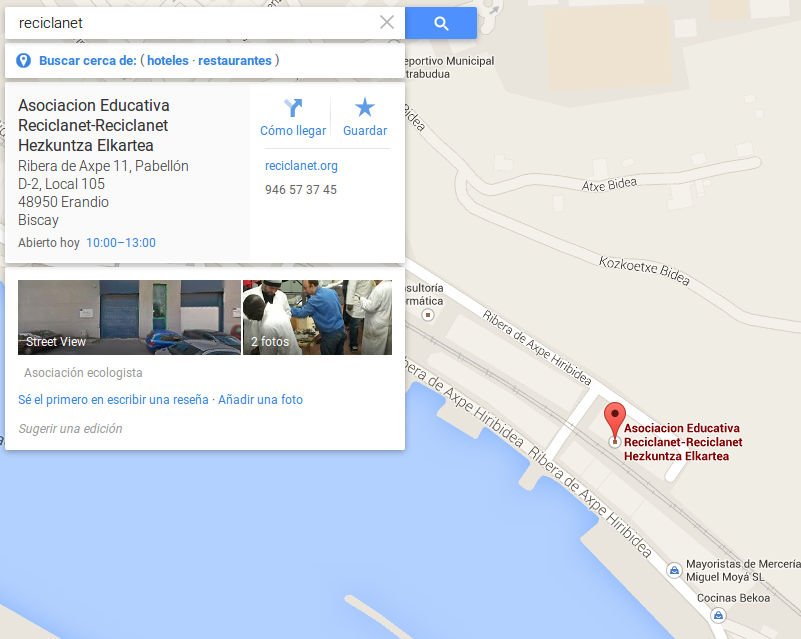 reciclanet
Buscar cerca de: ( hoteles · restaurantes )
Asociacion Educativa
Reciclanet-Reciclanet
Hezkuntza Elkartea
Ribera de Axpe 11, Pabellón
D-2, Local 105
48950 Erandio
Biscay
Abierto hoy 10:00–13:00
Cómo llegar
Guardar
reciclanet.org
946 57 37 45
Street View
2 fotos
Asociación ecologista
Sé el primero en escribir una reseña · Añadir una foto
Sugerir una edición
eportivo Municipal
trabudua
Bidea
Atxe Bidea
Kozkoetxe Bidea
sultoría
rmática
Ribera de Axpe Hiribidea
bera de Axpe Hiribidea
Ribera de Axpe Hiribidea
Asociacion Educativa
Reciclanet-Reciclanet
Hezkuntza Elkartea
Mayoristas de Mercería
Miguel Moyá SL
Cocinas Bekoa